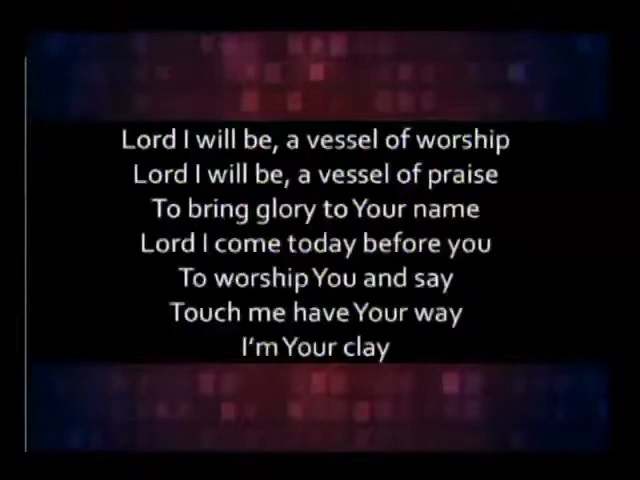 Lord I will be, a vessel of worship
Lord I will be, a vessel of praise
To bring glory to Your name
Lord I come today before you
To worship You and say
Touch me have Your way
I'm Your clay